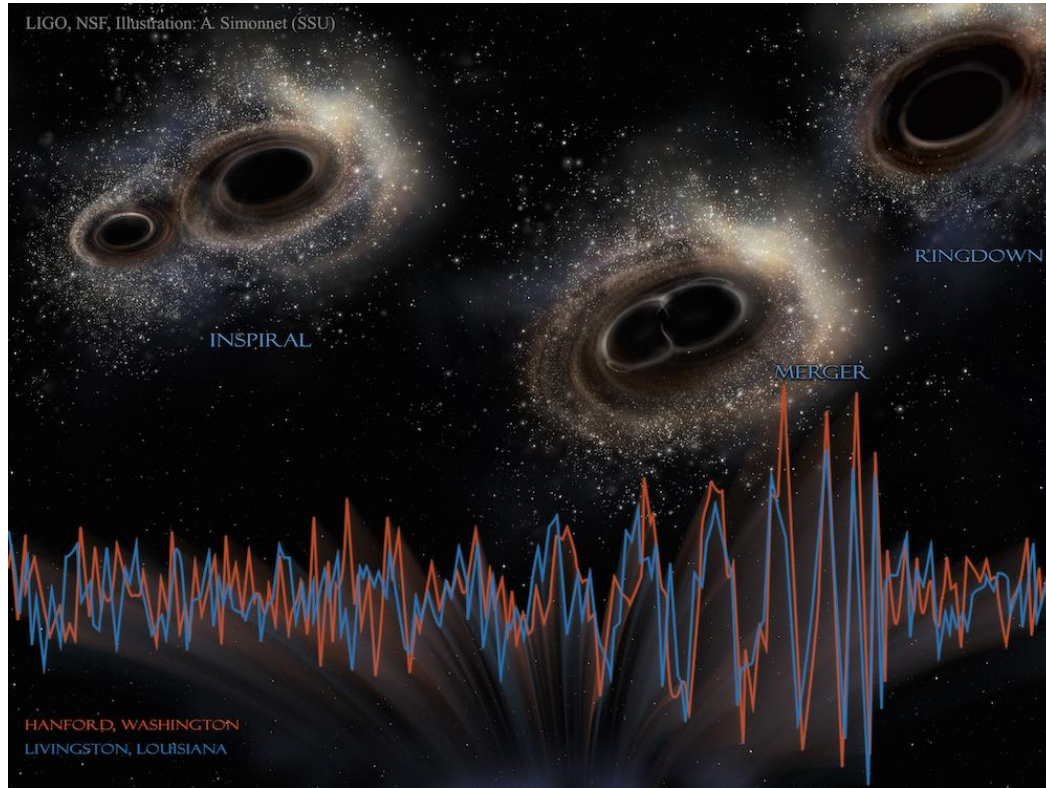 LIGO, NSF, Illustration: A. Simonnet (SSU)
RINGDOWN
INSPIRAL
MERGER
HANFORD, WASHINGTON
LIVINGSTON, LOUISIANA